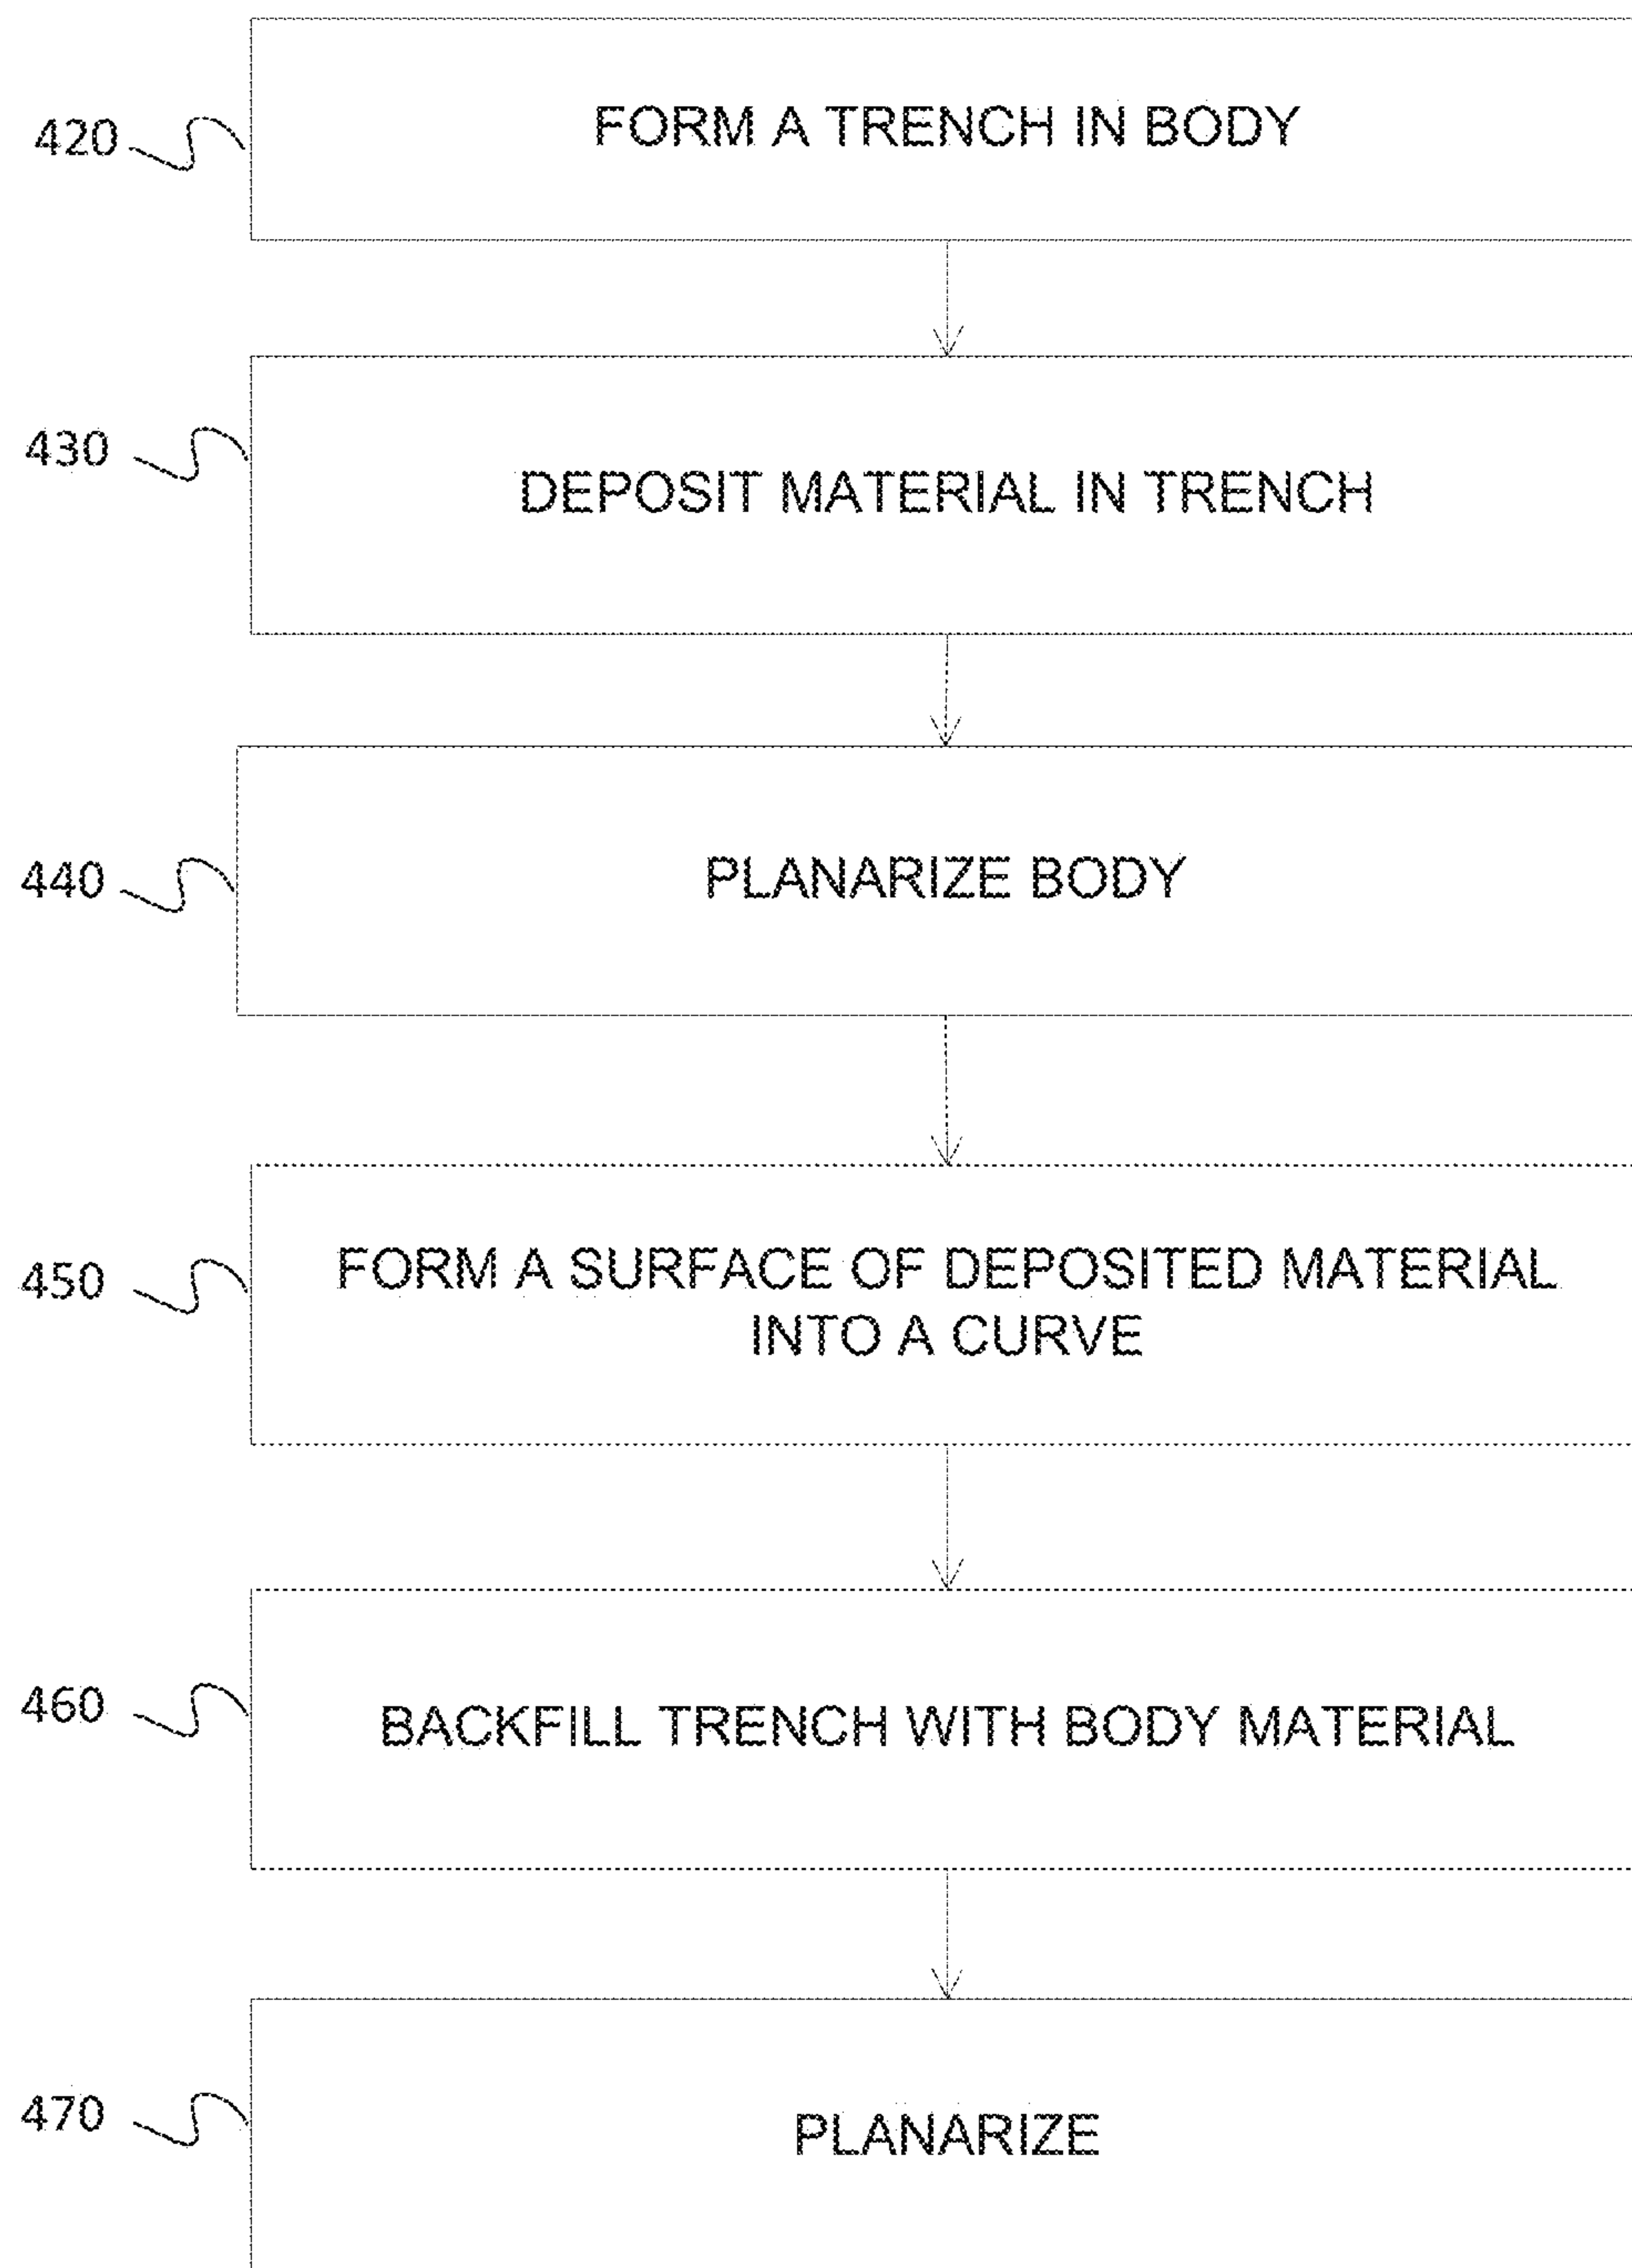 420
FORM A TRENCH IN BODY
430
DEPOSIT MATERIAL IN TRENCH
440
PLANARIZE BODY
450
FORM A SURFACE OF DEPOSITED MATERIAL
INTO A CURVE
460
BACKFILL TRENCH WITH BODY MATERIAL
470
PLANARIZE